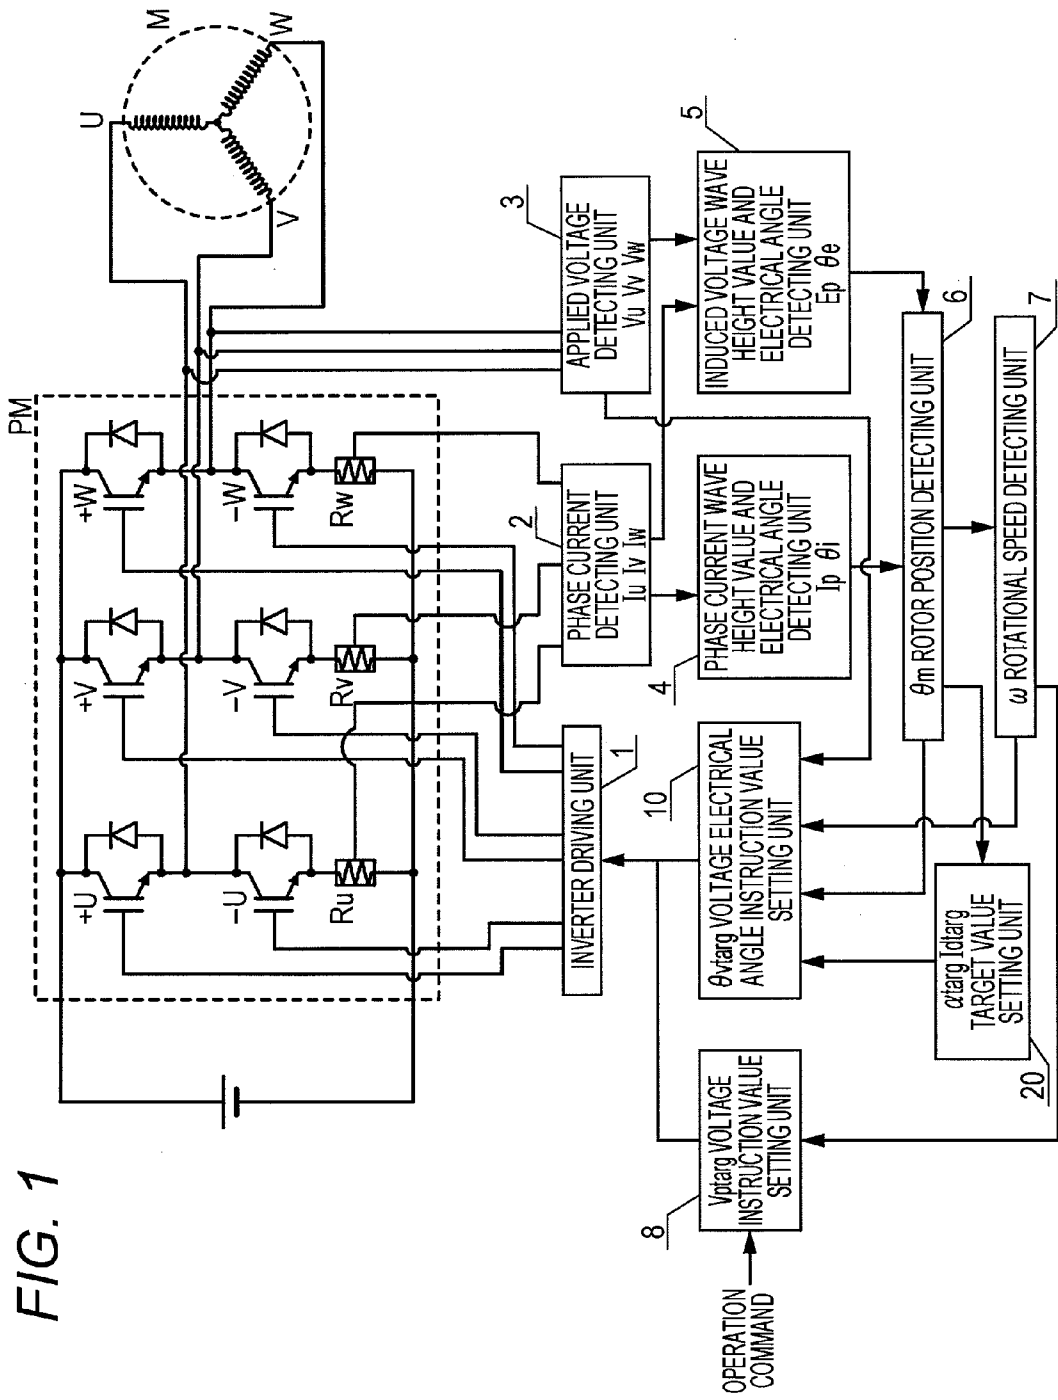 FIG. 1
PM
M
U
V
W
+U
+V
+W
-U
-V
-W
Ru
Rv
Rw
INVERTER DRIVING UNIT
1
PHASE CURRENT
DETECTING UNIT
Iu Iv Iw
2
APPLIED VOLTAGE
DETECTING UNIT
Vu Vv Vw
3
PHASE CURRENT WAVE
HEIGHT VALUE AND
ELECTRICAL ANGLE
DETECTING UNIT
Ip θi
4
INDUCED VOLTAGE WAVE
HEIGHT VALUE AND
ELECTRICAL ANGLE
DETECTING UNIT
Ep θe
5
θm ROTOR POSITION DETECTING UNIT
6
ω ROTATIONAL SPEED DETECTING UNIT
7
Vptarg VOLTAGE
INSTRUCTION VALUE
SETTING UNIT
8
OPERATION
COMMAND
θvtarg VOLTAGE ELECTRICAL
ANGLE INSTRUCTION VALUE
SETTING UNIT
10
αtarg Idtarg
TARGET VALUE
SETTING UNIT
20